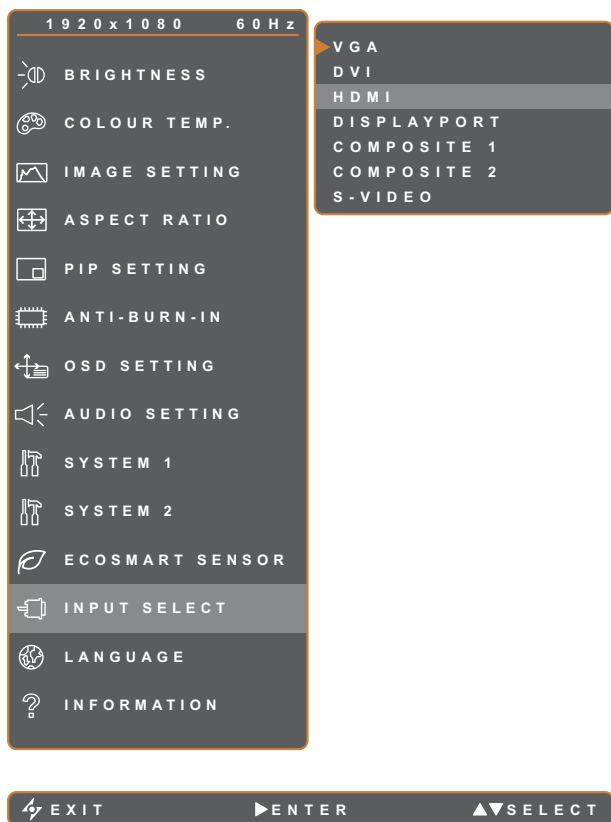 1920x1080 60Hz
BRIGHTNESS
COLOUR TEMP.
IMAGE SETTING
ASPECT RATIO
PIP SETTING
ANTI-BURN-IN
OSD SETTING
AUDIO SETTING
SYSTEM 1
SYSTEM 2
ECOSMART SENSOR
INPUT SELECT
LANGUAGE
INFORMATION
VGA
DVI
HDMI
DISPLAYPORT
COMPOSITE 1
COMPOSITE 2
S-VIDEO
EXIT ENTER SELECT